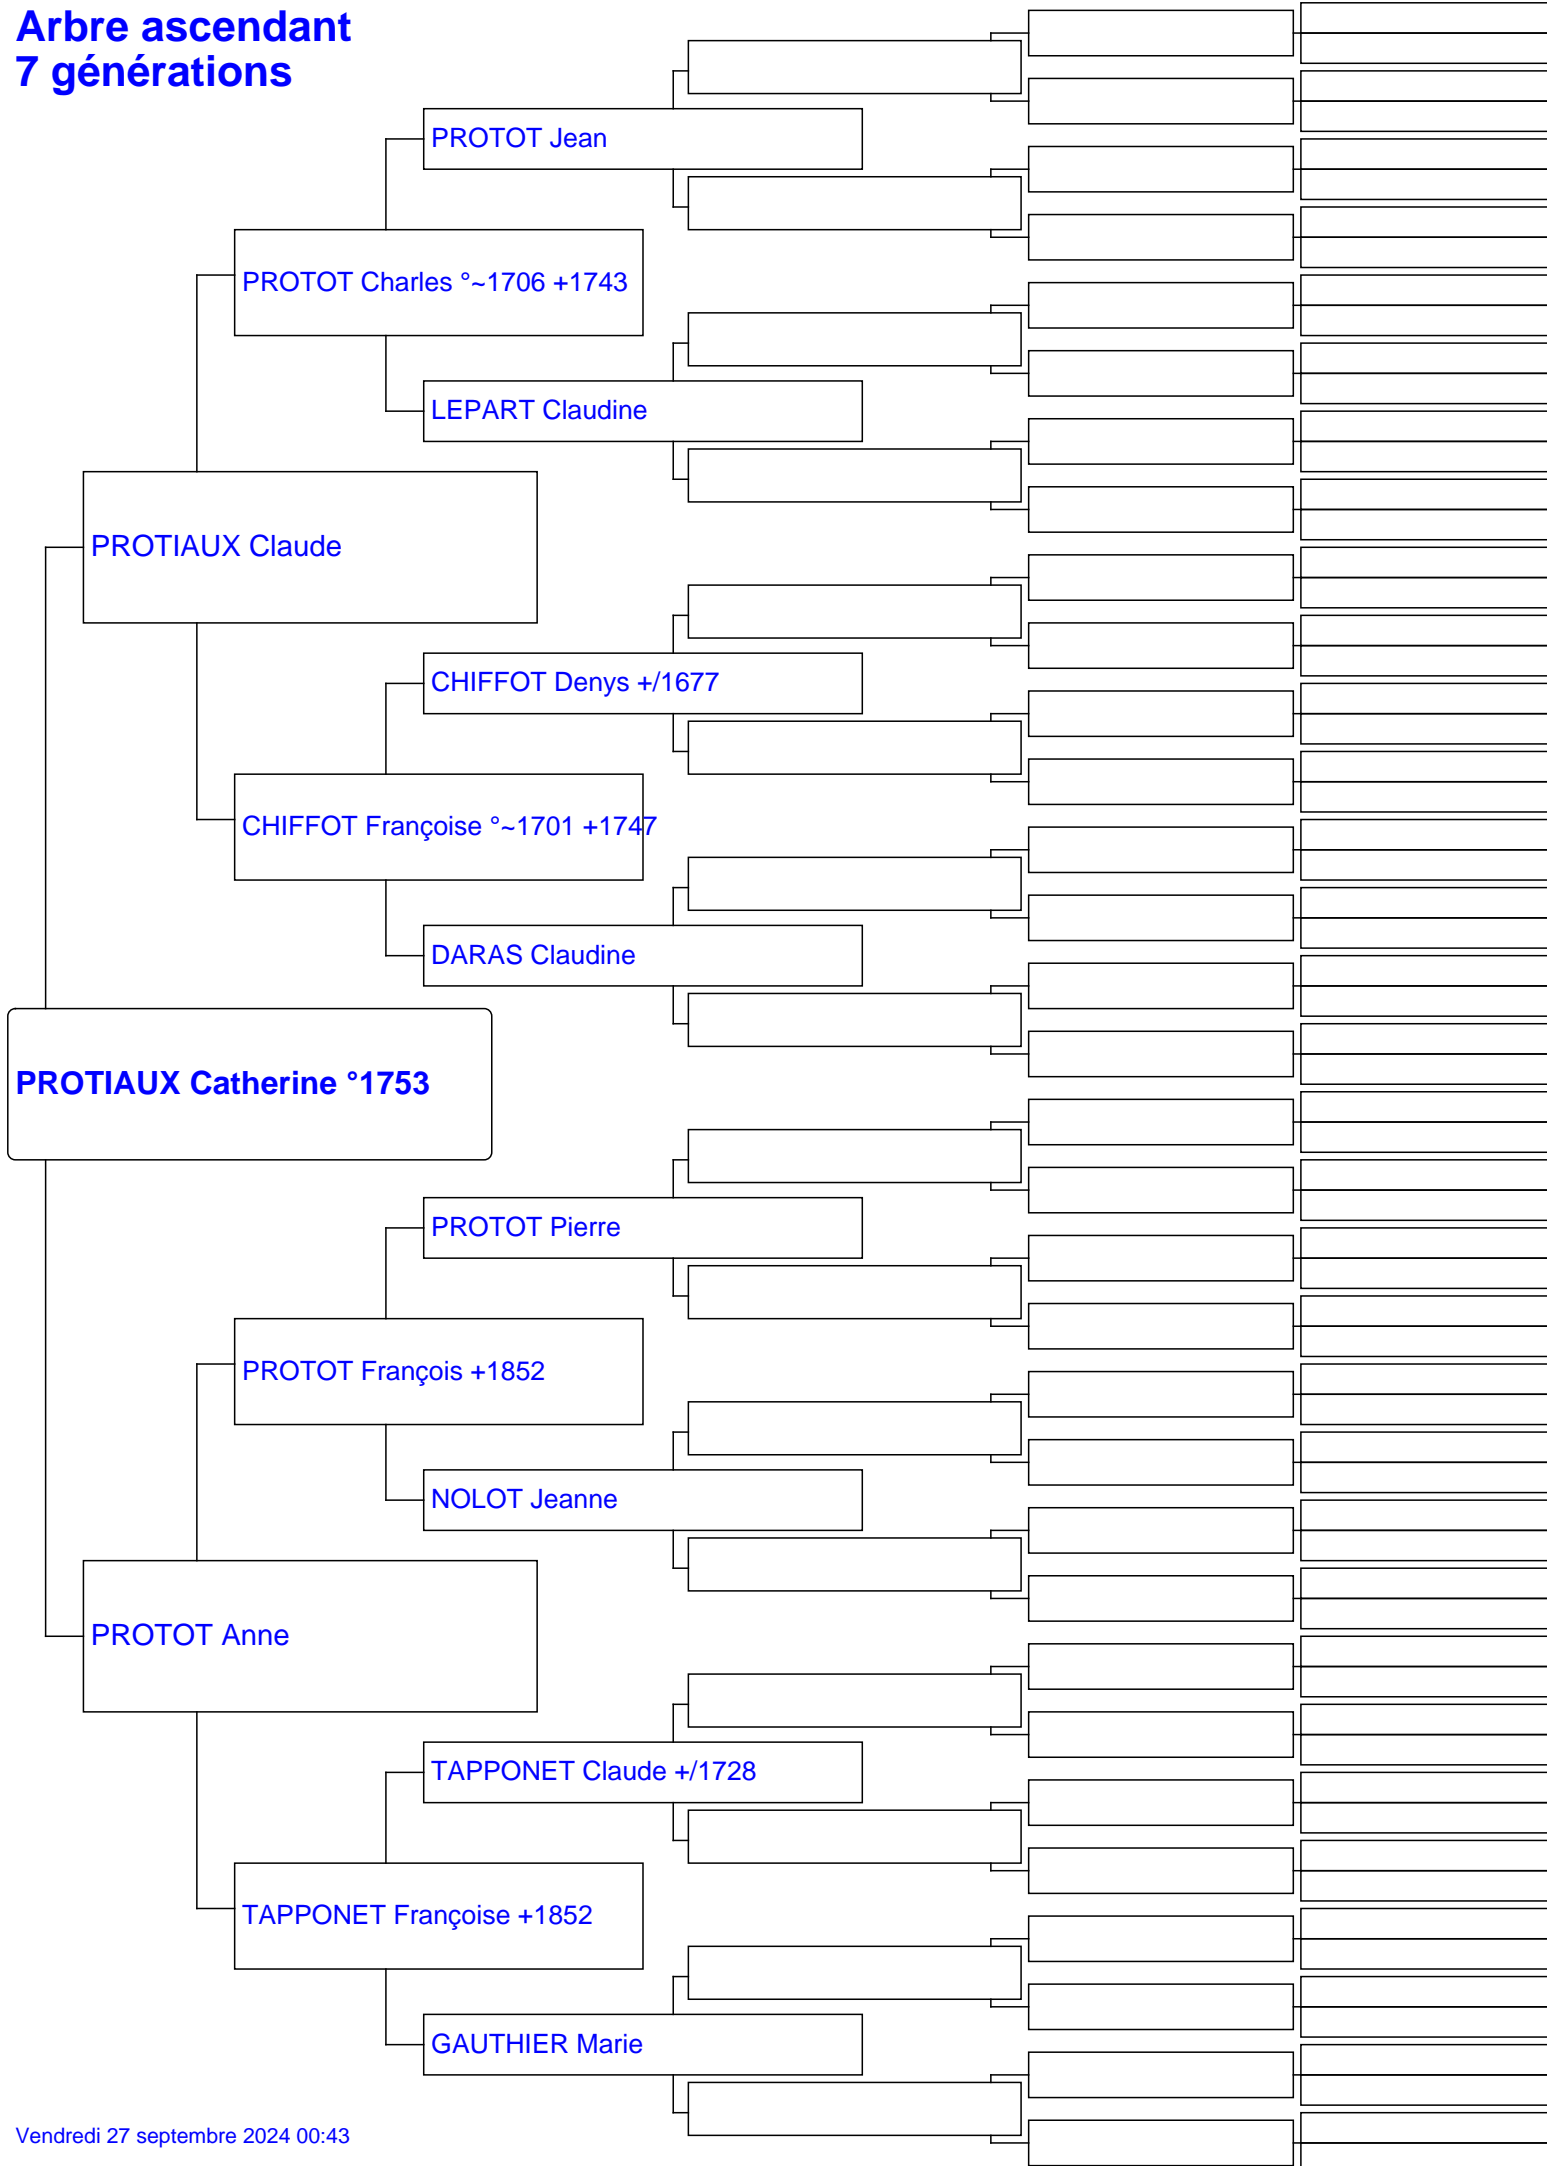 Arbre ascendant
7 générations
PROTOT Jean
PROTOT Charles °~1706 +1743
LEPART Claudine
PROTIAUX Claude
CHIFFOT Denys +/1677
CHIFFOT Françoise °~1701 +1747
DARAS Claudine
PROTIAUX Catherine °1753
PROTOT Pierre
PROTOT François +1852
NOLOT Jeanne
PROTOT Anne
TAPPONET Claude +/1728
TAPPONET Françoise +1852
GAUTHIER Marie
Vendredi 27 septembre 2024 00:43